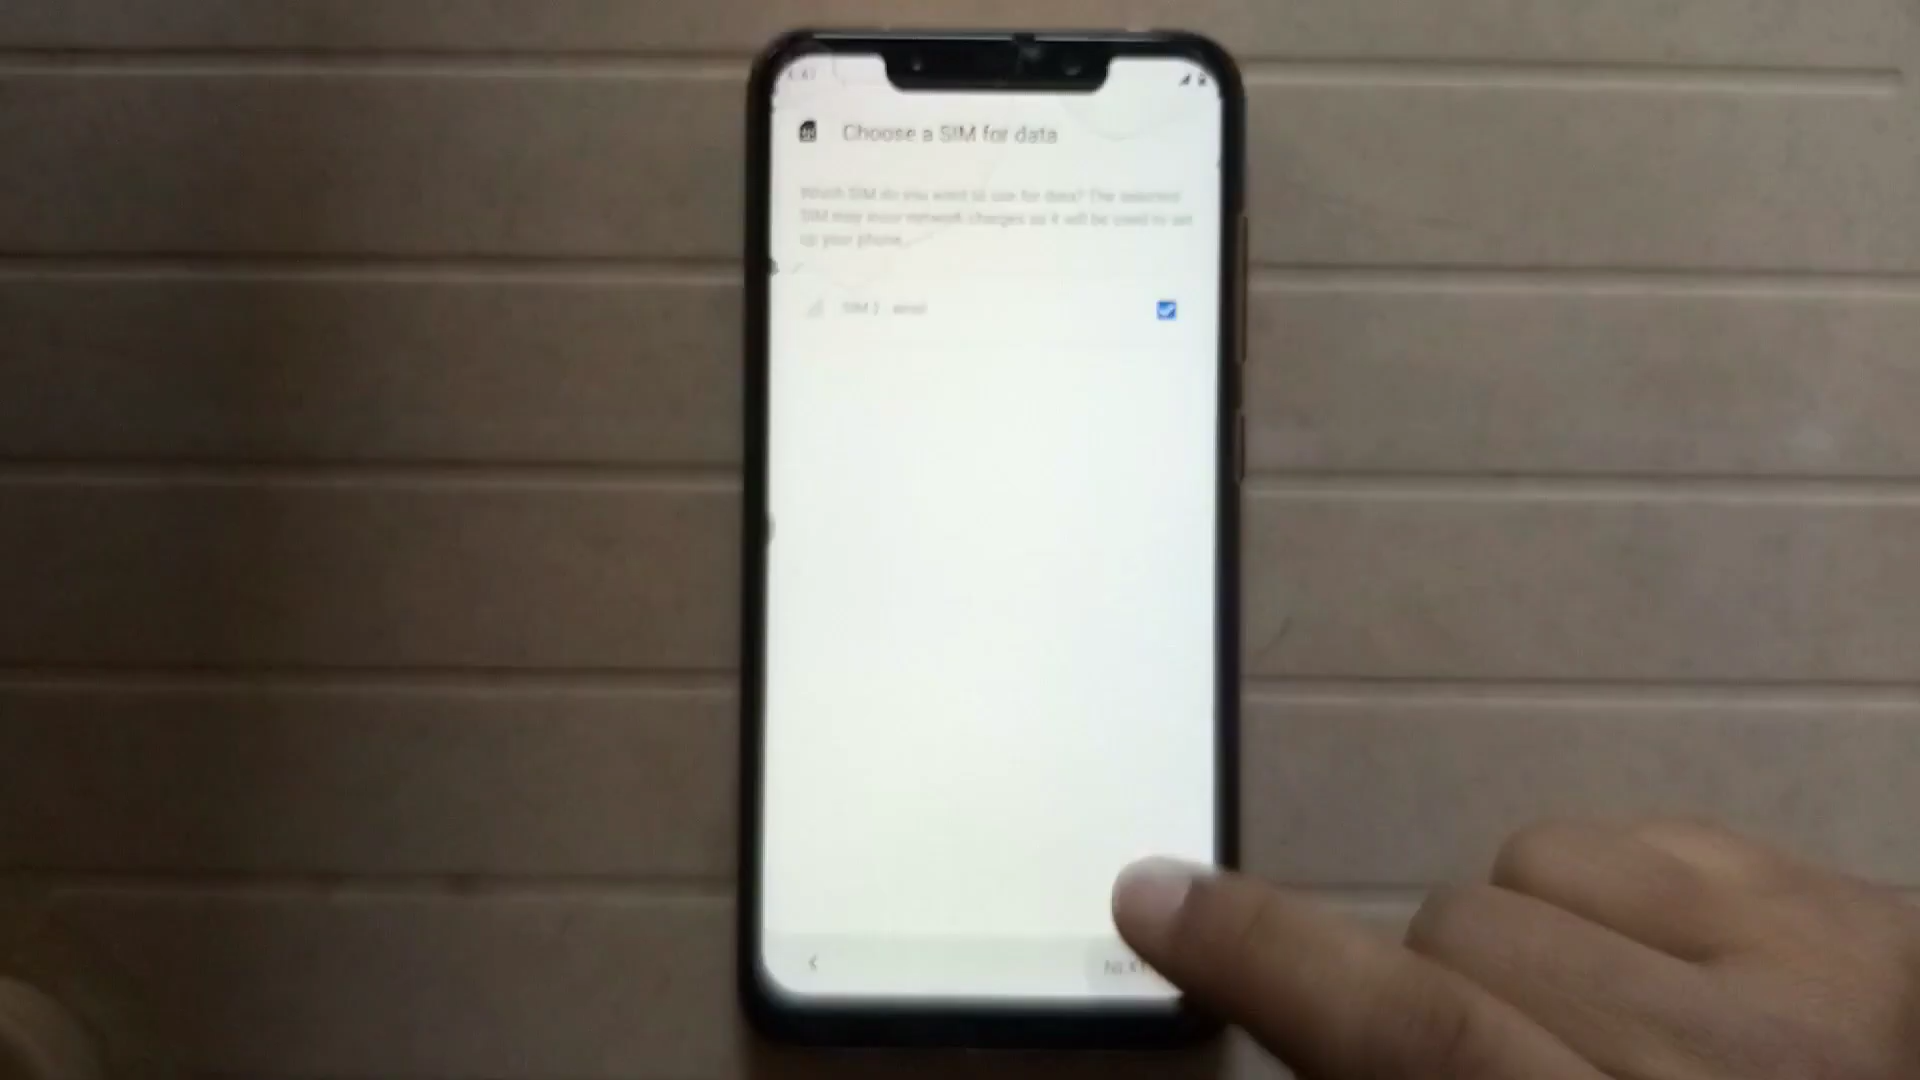 Choose a SIM for data
Which SIM do you want to use for data? The selected
SIM may incur network charges as it will be used to set
up your phone.
SIM
NEXT